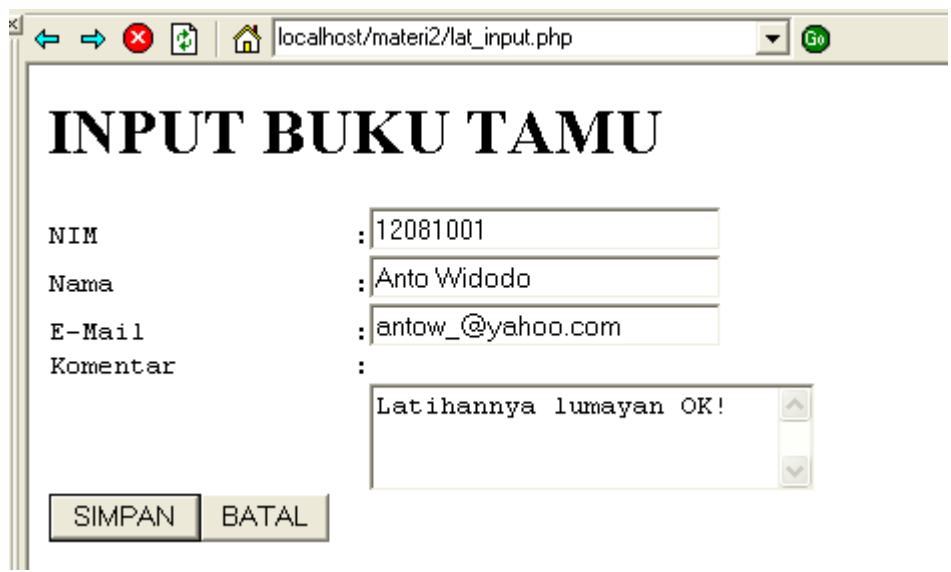 localhost/materi2/lat_input.php Go
INPUT BUKU TAMU
NIM :12081001
Nama :Anto Widodo
E-Mail :antow_@yahoo.com
Komentar :
Latihannya lumayan OK!
SIMPAN BATAL